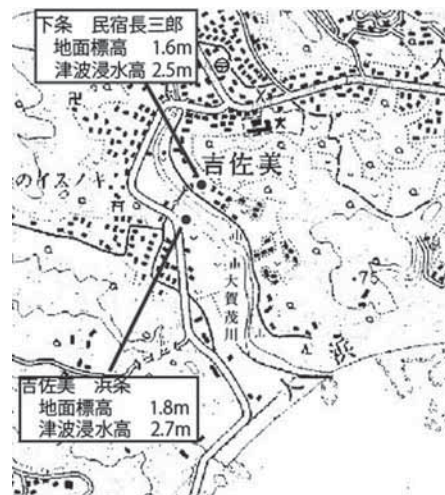 下条 民宿長三郎
地面標高 1.6m
津波浸水高 2.5m
吉佐美
キノスイの
大賀茂川
75
入
浜
吉佐美 浜条
地面標高 1.8m
津波浸水高 2.7m